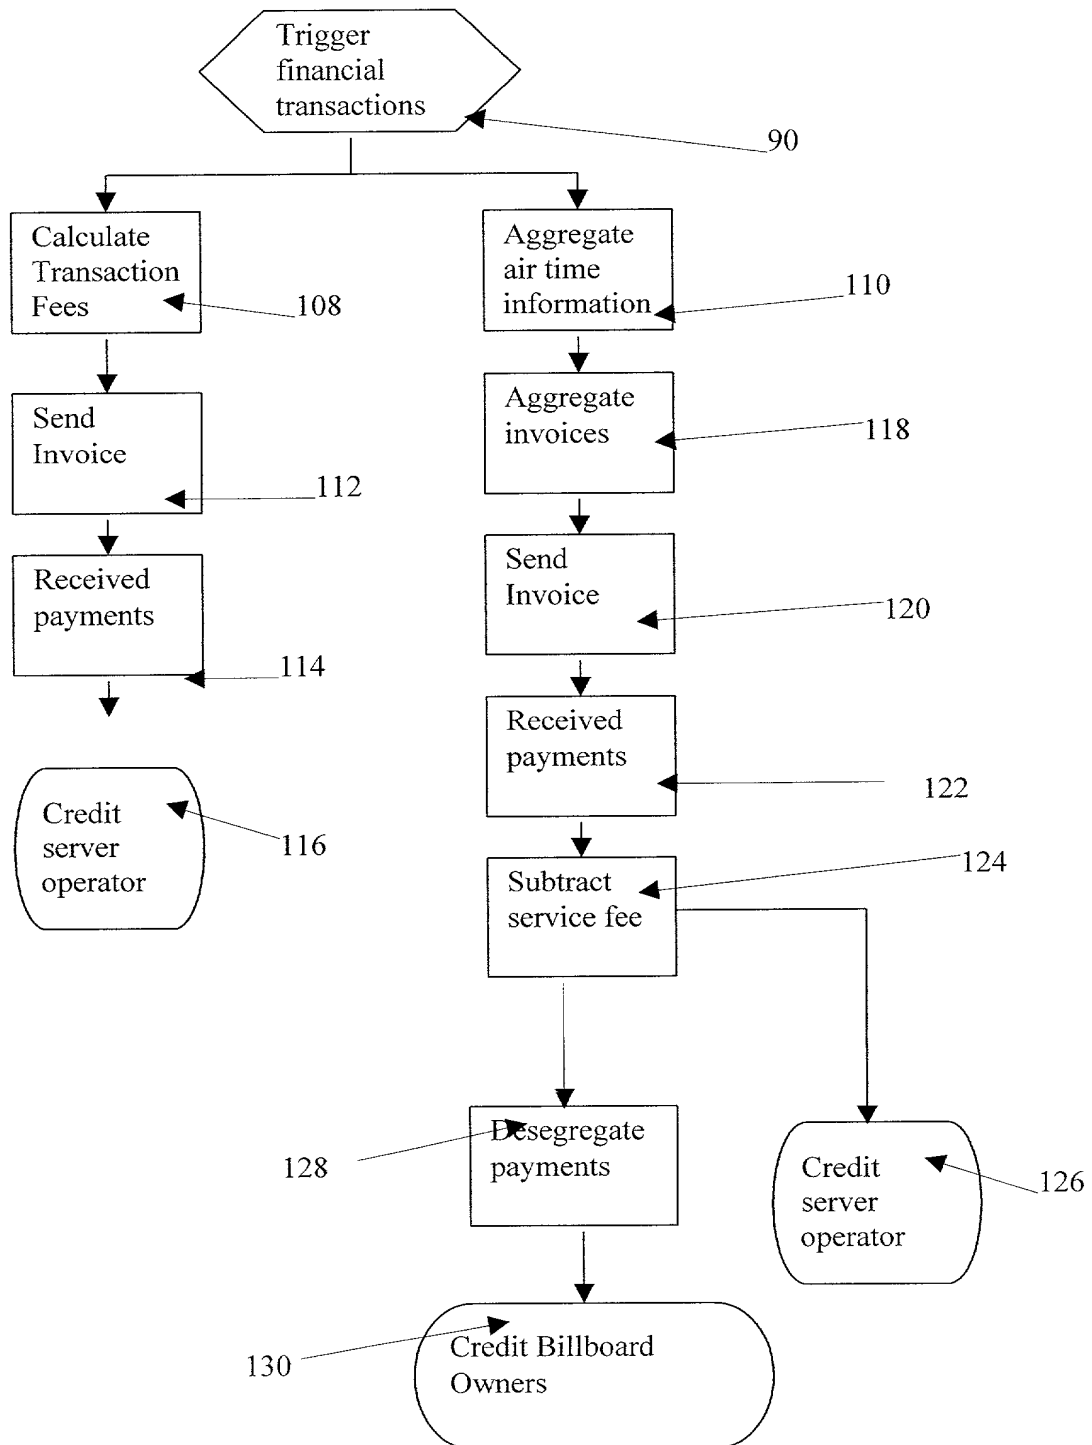 Trigger
financial
transactions
90
Calculate
Transaction
Fees
108
Aggregate
air time
information
110
Send
Invoice
112
Aggregate
invoices
118
Received
payments
114
Send
Invoice
120
Received
payments
122
Credit
server
operator
116
Subtract
service fee
124
Desegregate
payments
128
Credit
server
operator
126
Credit Billboard
Owners
130